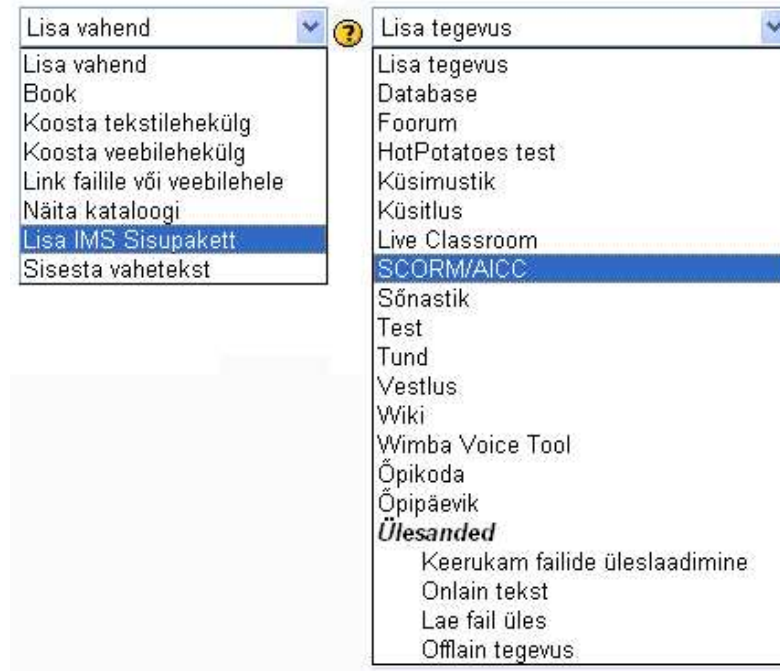 Lisa vahend
Lisa vahend
Book
Koosta tekstilehekülg
Koosta veebilehekülg
Link failile või veebilehele
Näita kataloogi
Lisa IMS Sisupakett
Sisesta vahetekst
?
Lisa tegevus
Lisa tegevus
Database
Foorum
HotPotatoes test
Küsimustik
Küsitlus
Live Classroom
SCORM/AICC
Sõnastik
Test
Tund
Vestlus
Wiki
Wimba Voice Tool
Õpikoda
Õpipäevik
Ülesanded
Keerukam failide üleslaadimine
Onlain tekst
Lae fail üles
Offlain tegevus